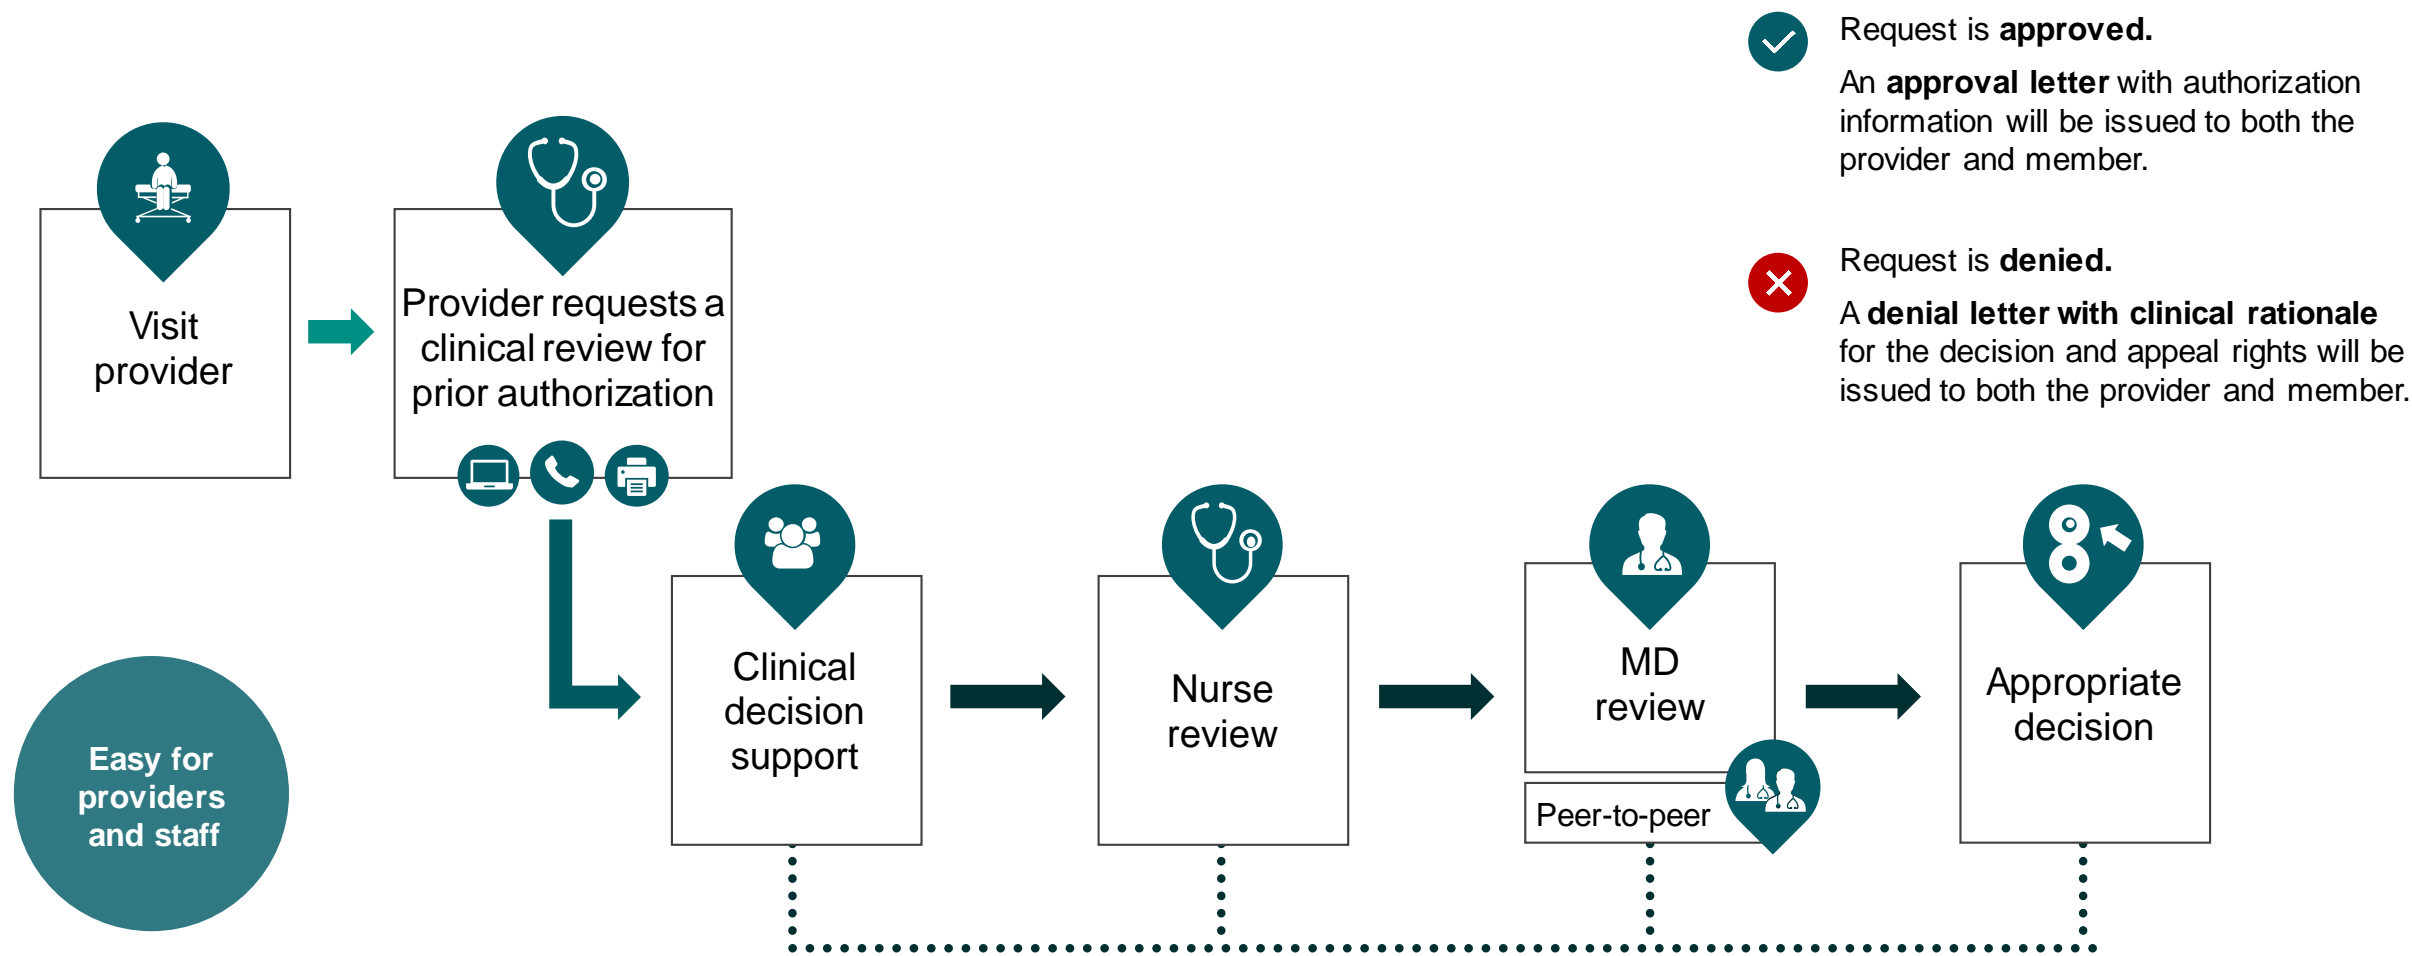 Request is approved.
An approval letter with authorization
information will be issued to both the
provider and member.
Request is denied.
A denial letter with clinical rationale
for the decision and appeal rights will be
issued to both the provider and member.
Visit
provider
Provider requests a
clinical review for
prior authorization
Clinical
decision
support
Nurse
review
MD
review
Peer-to-peer
Appropriate
decision
Easy for
providers
and staff